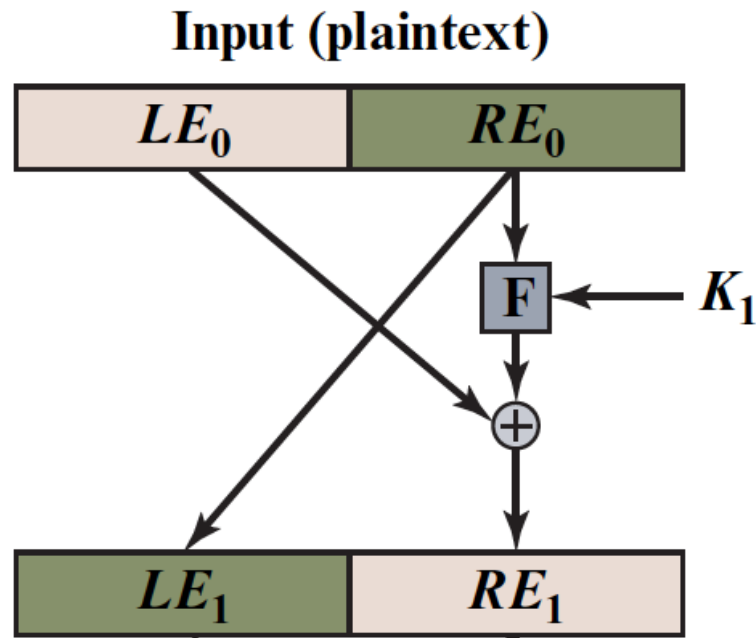 Input (plaintext)
LE₀ RE₀
F K₁
+
LE₁ RE₁